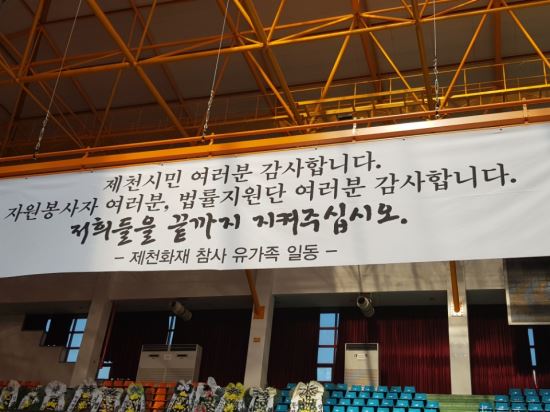 제천시민 여러분 감사합니다.
자원봉사자 여러분, 법률지원단 여러분 감사합니다.
저희들을 끝까지 지켜주십시오.
- 제천화재 참사 유가족 일동 -